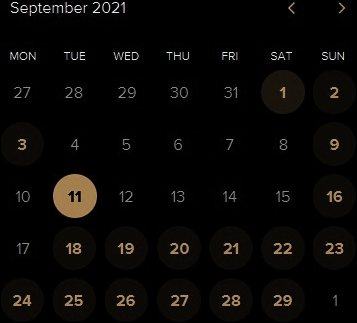 September 2021 < >
MON TUE WED THU FRI SAT SUN
27 28 29 30 31 1 2
3 4 5 6 7 8 9
10 11 12 13 14 15 16
17 18 19 20 21 22 23
24 25 26 27 28 29 1